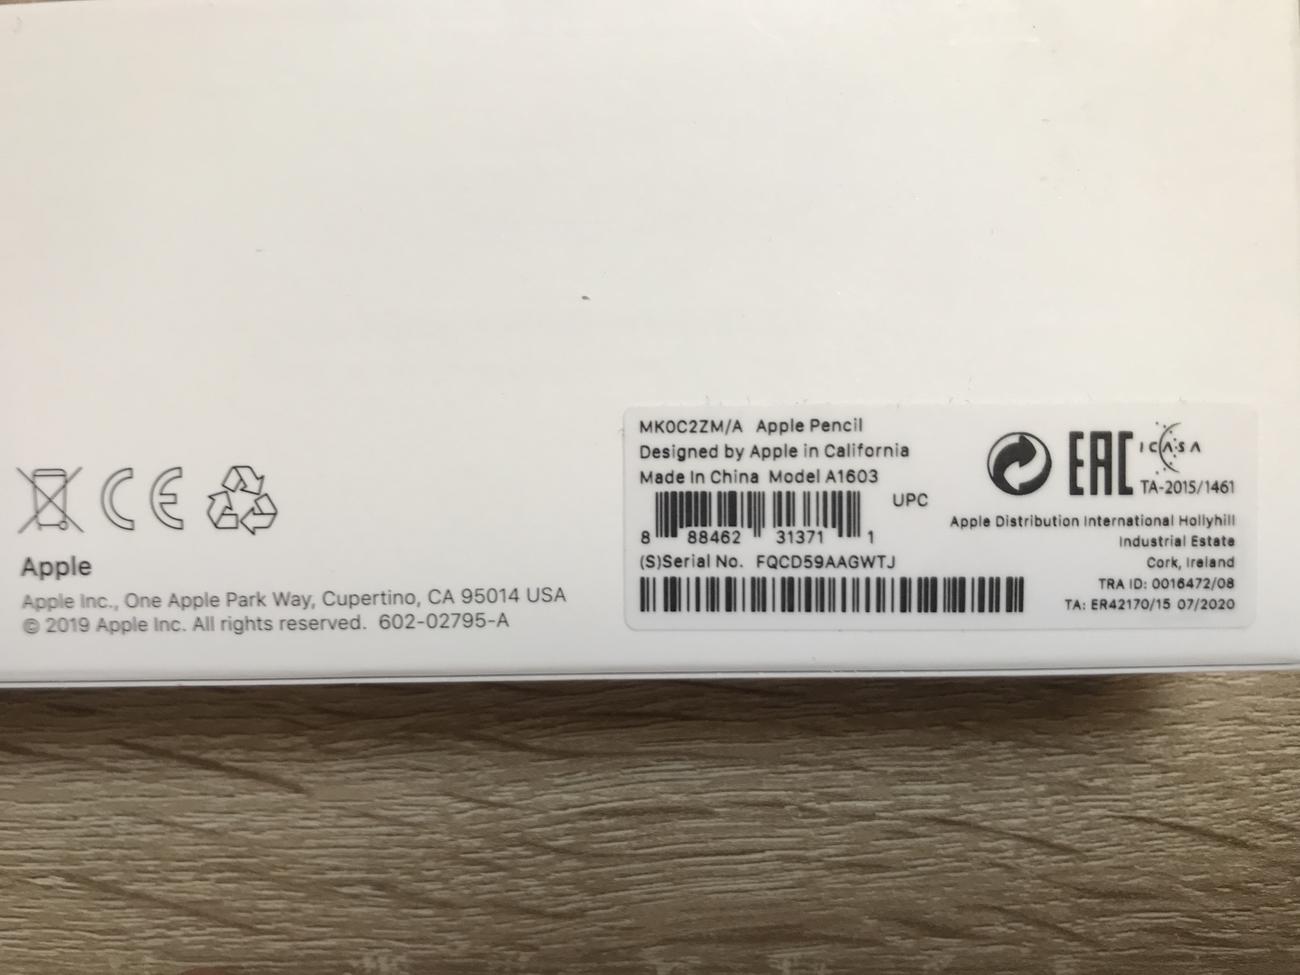 Apple
Apple Inc., One Apple Park Way, Cupertino, CA 95014 USA
© 2019 Apple Inc. All rights reserved. 602-02795-A
MK0C2ZM/A Apple Pencil
Designed by Apple in California
Made In China Model A1603
UPC
8 88462 31371 1
(S)Serial No. FQCD59AAGWTJ
EAC
ICASA
TA-2015/1461
Apple Distribution International Hollyhill
Industrial Estate
Cork, Ireland
TRA ID: 0016472/08
TA: ER42170/15 07/2020